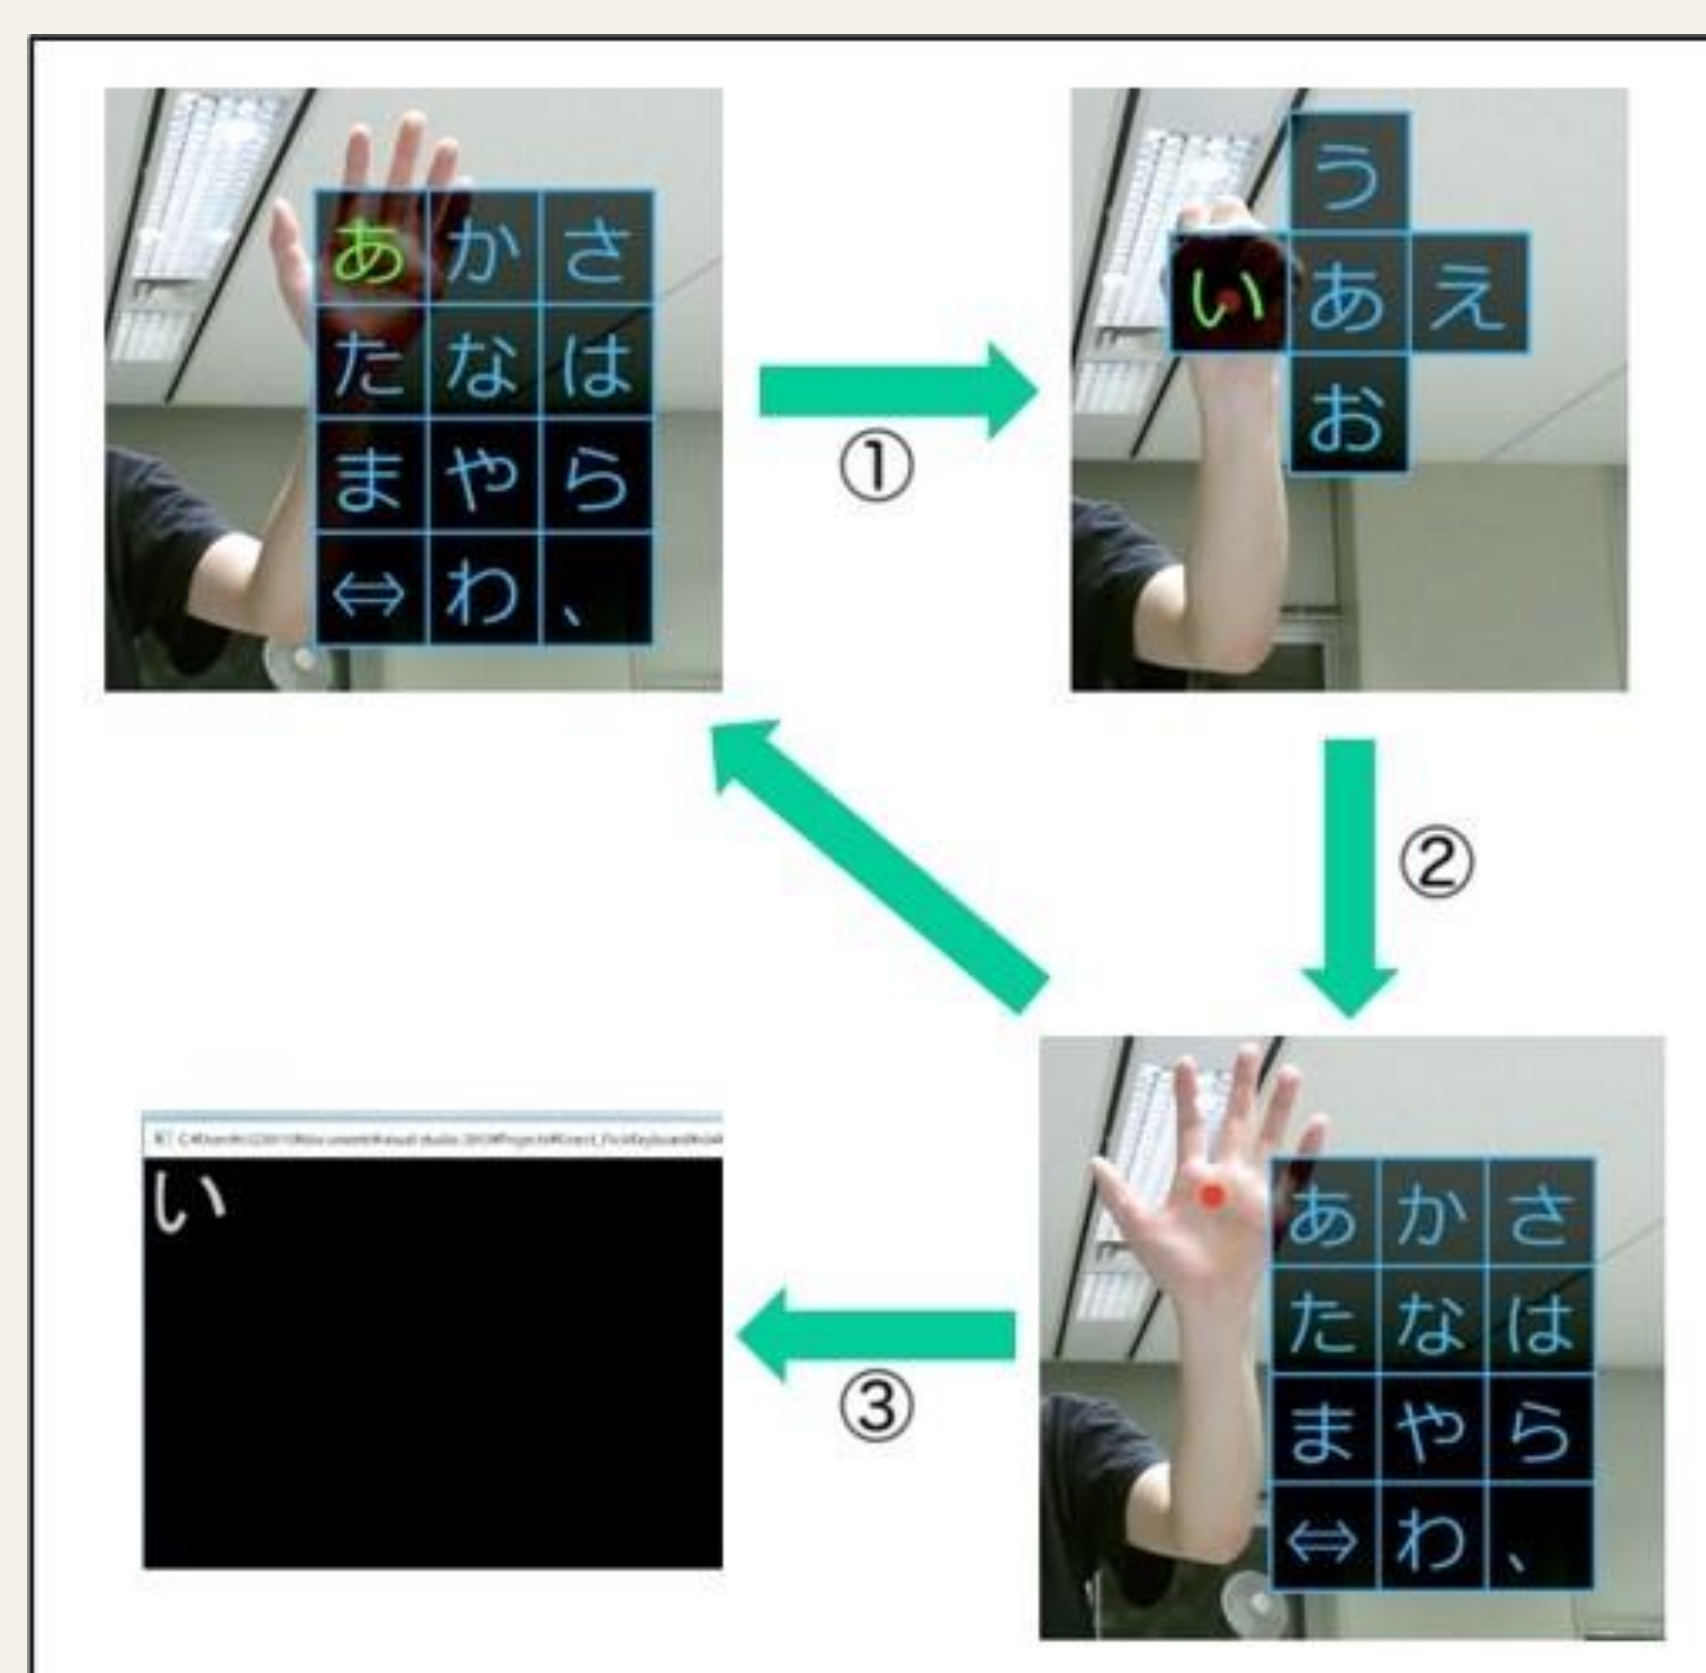 あ か さ
た な は
ま や ら
⇔ わ 、
①
う
い あ え
お
②
あ か さ
た な は
ま や ら
⇔ わ 、
③
い